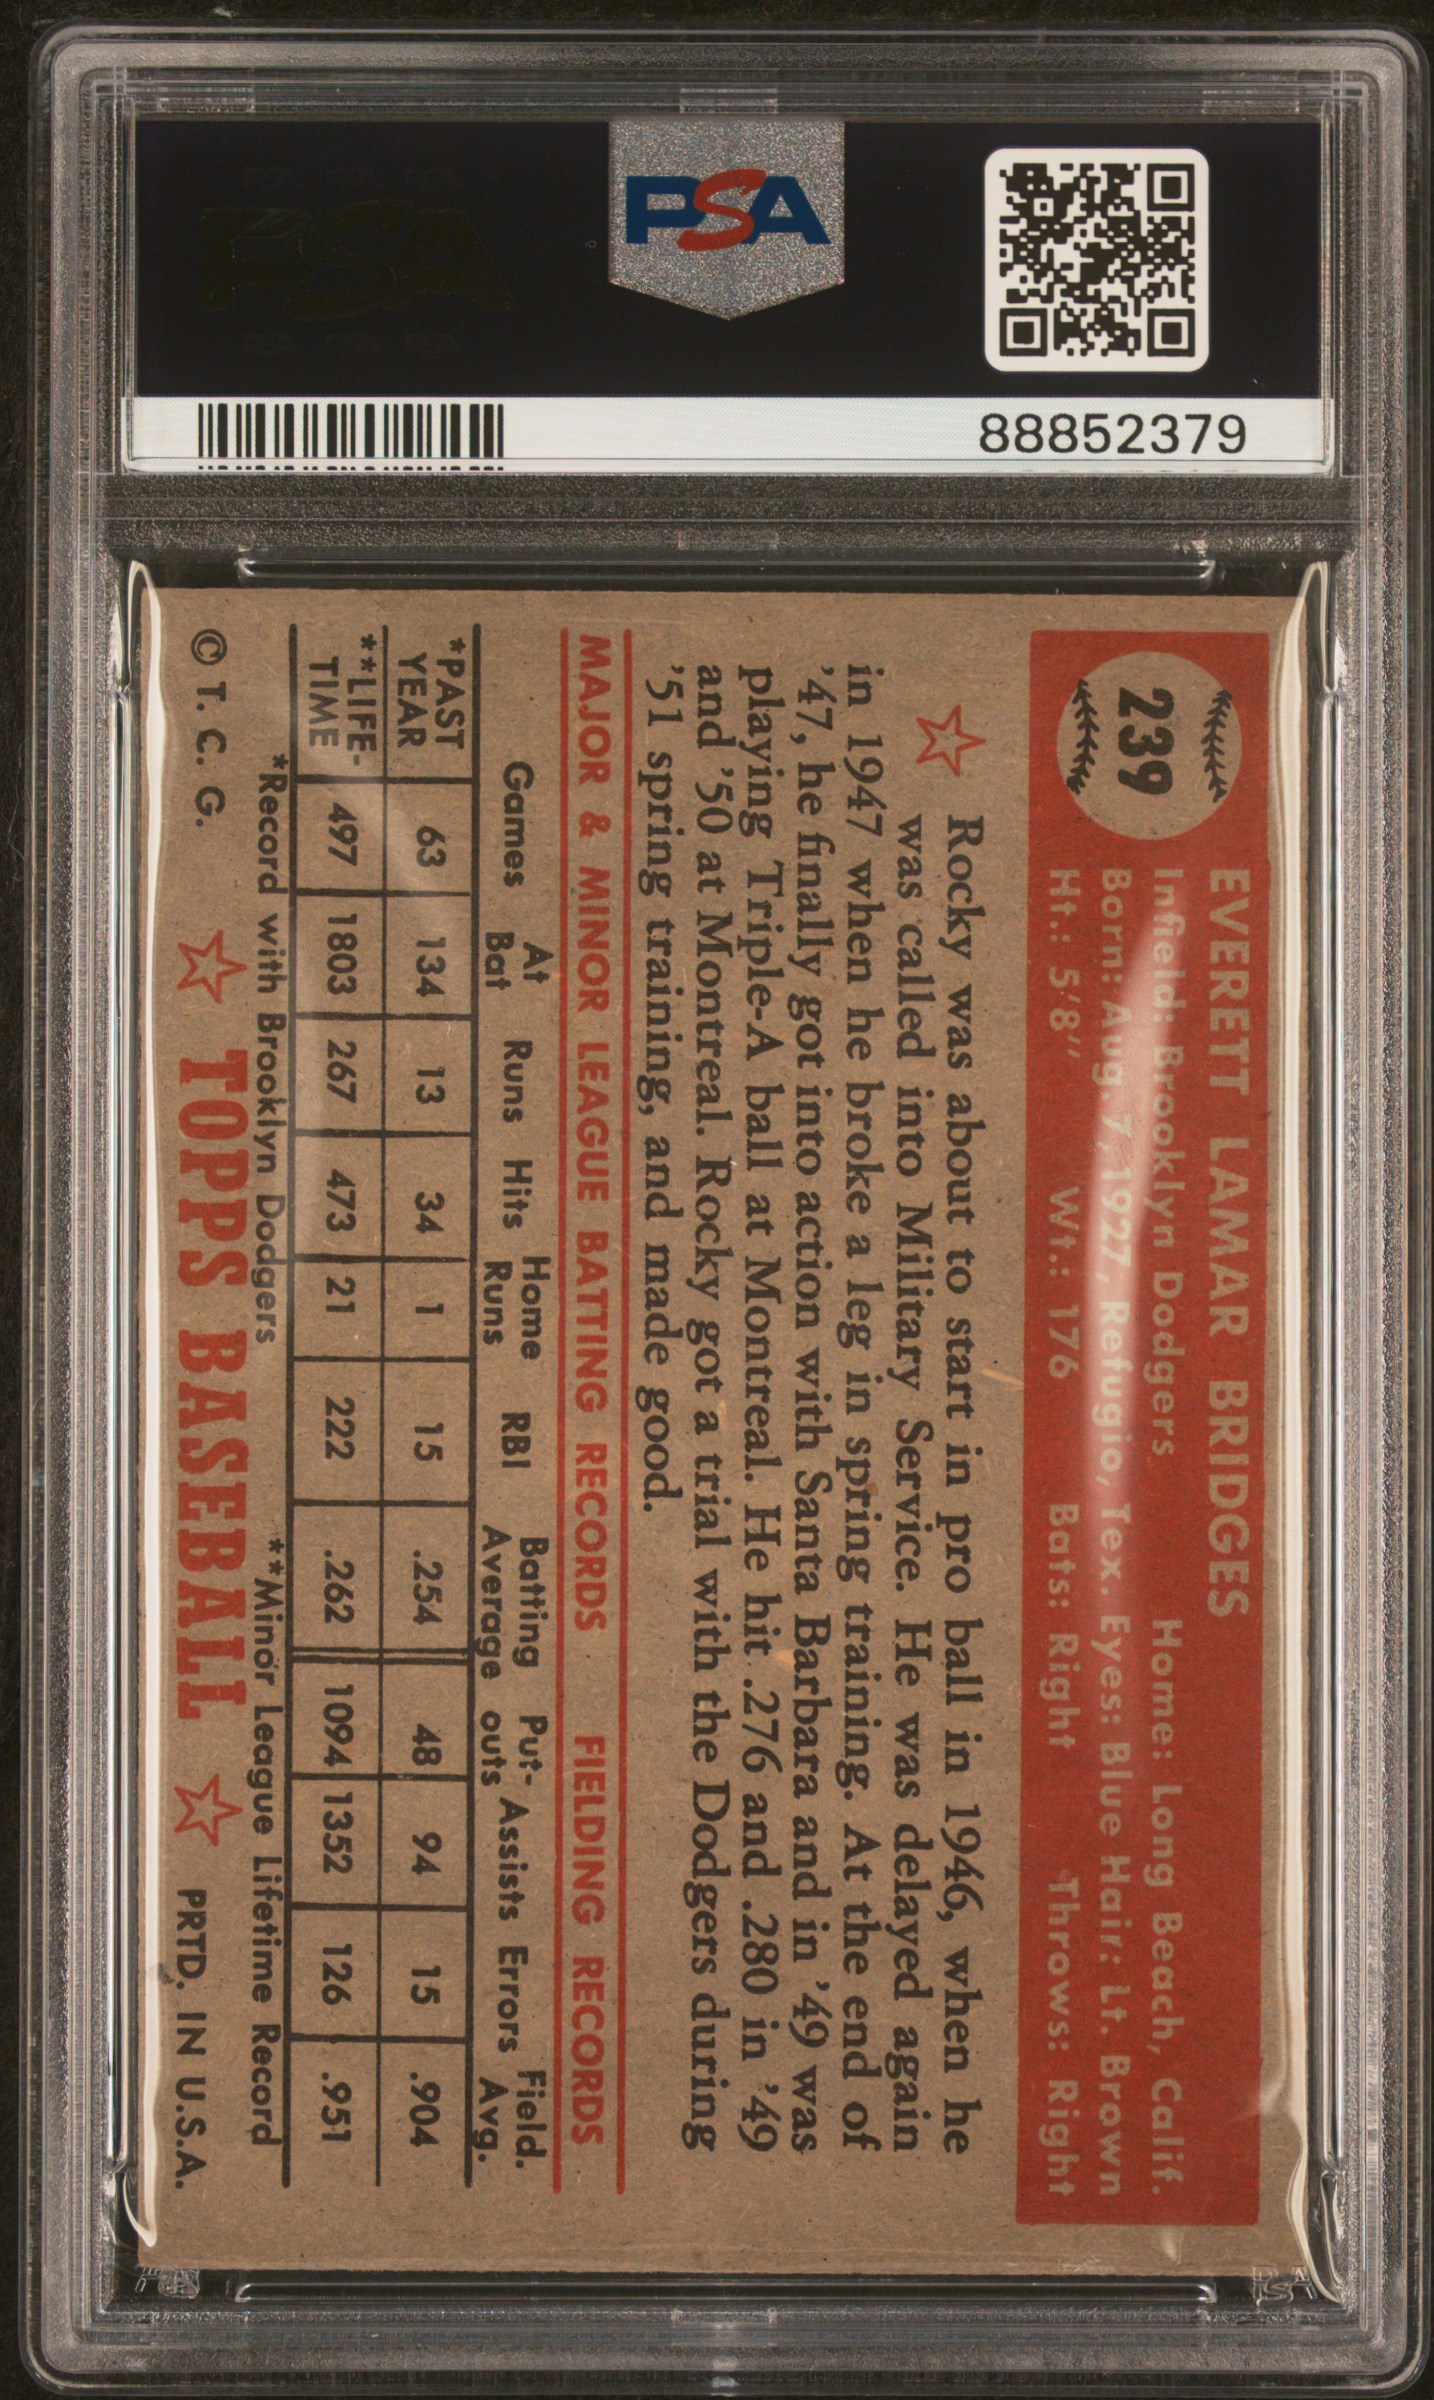 PSA
88852379
239
EVERETT LAMAR BRIDGES
Infield: Brooklyn Dodgers Home: Long Beach, Calif.
Born: Aug. 7, 1927, Refugio, Tex. Eyes: Blue Hair: Lt. Brown
Ht.: 5'8" Wt.: 176 Bats: Right Throws: Right
Rocky was about to start in pro ball in 1946, when he
was called into Military Service. He was delayed again
in 1947 when he broke a leg in spring training. At the end of
'47, he finally got into action with Santa Barbara and in '49 was
playing Triple-A ball at Montreal. He hit .276 and .280 in '49
and '50 at Montreal. Rocky got a trial with the Dodgers during
'51 spring training, and made good.
MAJOR & MINOR LEAGUE BATTING RECORDS FIELDING RECORDS
Games At Bat Runs Hits Home Runs RBI Batting Average Put-outs Assists Errors Field. Avg.
*PAST YEAR 63 134 13 34 1 15 .254 48 94 15 .904
**LIFE-TIME 497 1803 267 473 21 222 .262 1094 1352 126 .951
*Record with Brooklyn Dodgers **Minor League Lifetime Record
© T. C. G. TOPPS BASEBALL PRTD. IN U.S.A.